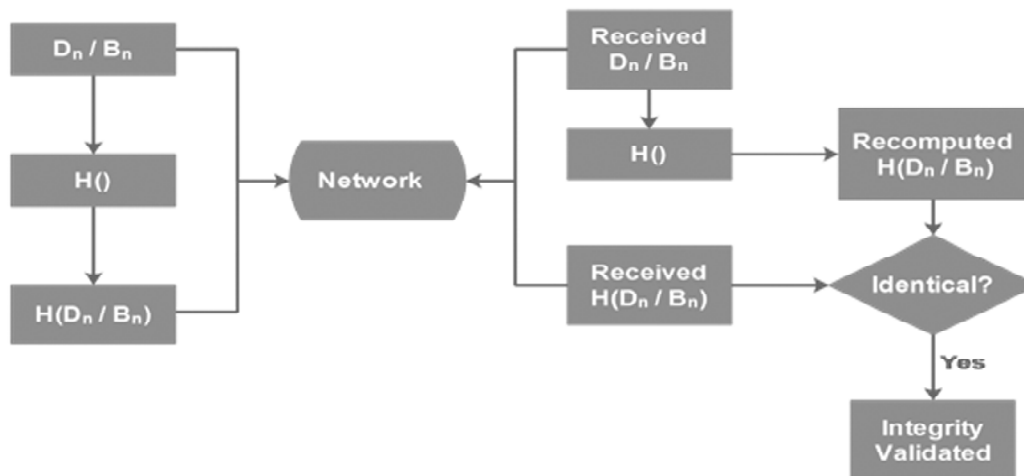 Dₙ / Bₙ
H()
H(Dₙ / Bₙ)
Network
Received
Dₙ / Bₙ
H()
Received
H(Dₙ / Bₙ)
Recomputed
H(Dₙ / Bₙ)
Identical?
Yes
Integrity
Validated